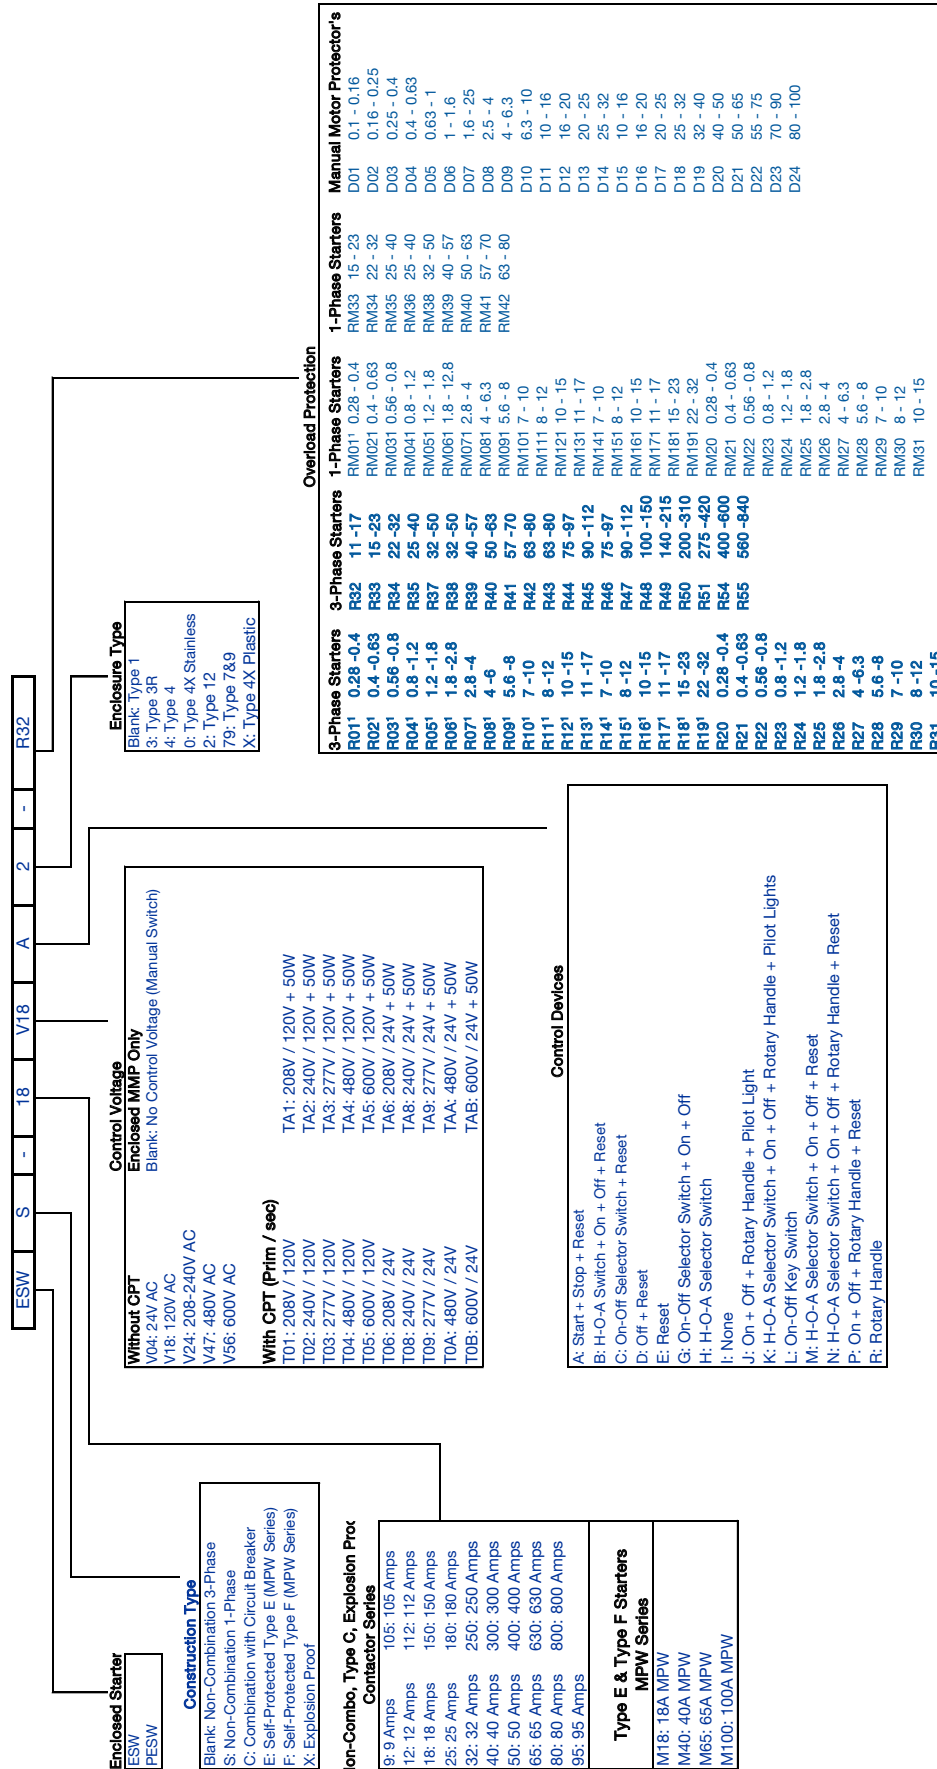 ESW S - 18 V18 A 2 - R32
Enclosed Starter
ESW
PESW
Construction Type
Blank: Non-Combination 3-Phase
S: Non-Combination 1-Phase
C: Combination with Circuit Breaker
E: Self-Protected Type E (MPW Series)
F: Self-Protected Type F (MPW Series)
X: Explosion Proof
on-Combo, Type C, Explosion Proo
Contactor Series
9: 9 Amps 105: 105 Amps
12: 12 Amps 112: 112 Amps
18: 18 Amps 150: 150 Amps
25: 25 Amps 180: 180 Amps
32: 32 Amps 250: 250 Amps
40: 40 Amps 300: 300 Amps
50: 50 Amps 400: 400 Amps
65: 65 Amps 630: 630 Amps
80: 80 Amps 800: 800 Amps
95: 95 Amps
Type E & Type F Starters
MPW Series
M18: 18A MPW
M40: 40A MPW
M65: 65A MPW
M100: 100A MPW
Control Voltage
Without CPT Enclosed MMP Only
V04: 24V AC Blank: No Control Voltage (Manual Switch)
V18: 120V AC
V24: 208-240V AC
V47: 480V AC
V56: 600V AC
With CPT (Prim / sec)
T01: 208V / 120V TA1: 208V / 120V + 50W
T02: 240V / 120V TA2: 240V / 120V + 50W
T03: 277V / 120V TA3: 277V / 120V + 50W
T04: 480V / 120V TA4: 480V / 120V + 50W
T05: 600V / 120V TA5: 600V / 120V + 50W
T06: 208V / 24V TA6: 208V / 24V + 50W
T08: 240V / 24V TA8: 240V / 24V + 50W
T09: 277V / 24V TA9: 277V / 24V + 50W
T0A: 480V / 24V TAA: 480V / 24V + 50W
T0B: 600V / 24V TAB: 600V / 24V + 50W
Control Devices
A: Start + Stop + Reset
B: H-O-A Switch + On + Off + Reset
C: On-Off Selector Switch + Reset
D: Off + Reset
E: Reset
G: On-Off Selector Switch + On + Off
H: H-O-A Selector Switch
I: None
J: On + Off + Rotary Handle + Pilot Light
K: H-O-A Selector Switch + On + Off + Rotary Handle + Pilot Lights
L: On-Off Key Switch
M: H-O-A Selector Switch + On + Off + Reset
N: H-O-A Selector Switch + On + Off + Rotary Handle + Reset
P: On + Off + Rotary Handle + Reset
R: Rotary Handle
Enclosure Type
Blank: Type 1
3: Type 3R
4: Type 4
0: Type 4X Stainless
2: Type 12
79: Type 7&9
X: Type 4X Plastic
Overload Protection
3-Phase Starters
R01¹ 0.28 -0.4
R02¹ 0.4 -0.63
R03¹ 0.56 -0.8
R04¹ 0.8 -1.2
R05¹ 1.2 -1.8
R06¹ 1.8 -2.8
R07¹ 2.8 -4
R08¹ 4 -6
R09¹ 5.6 -8
R10¹ 7 -10
R11¹ 8 -12
R12¹ 10 -15
R13¹ 11 -17
R14¹ 7 -10
R15¹ 8 -12
R16¹ 10 -15
R17¹ 11 -17
R18¹ 15 -23
R19¹ 22 -32
R20 0.28 -0.4
R21 0.4 -0.63
R22 0.56 -0.8
R23 0.8 -1.2
R24 1.2 -1.8
R25 1.8 -2.8
R26 2.8 -4
R27 4 -6.3
R28 5.6 -8
R29 7 -10
R30 8 -12
R31 10 -15
3-Phase Starters
R32 11 -17
R33 15 -23
R34 22 -32
R35 25 -40
R37 32 -50
R38 32 -50
R39 40 -57
R40 50 -63
R41 57 -70
R42 63 -80
R43 63 -80
R44 75 -97
R45 90 -112
R46 75 -97
R47 90 -112
R48 100 -150
R49 140 -215
R50 200 -310
R51 275 -420
R54 400 -600
R55 560 -840
1-Phase Starters
RM01¹ 0.28 - 0.4
RM021 0.4 - 0.63
RM031 0.56 - 0.8
RM041 0.8 - 1.2
RM051 1.2 - 1.8
RM061 1.8 - 12.8
RM071 2.8 - 4
RM081 4 - 6.3
RM091 5.6 - 8
RM101 7 - 10
RM111 8 - 12
RM121 10 - 15
RM131 11 - 17
RM141 7 - 10
RM151 8 - 12
RM161 10 - 15
RM171 11 - 17
RM181 15 - 23
RM191 22 - 32
RM20 0.28 - 0.4
RM21 0.4 - 0.63
RM22 0.56 - 0.8
RM23 0.8 - 1.2
RM24 1.2 - 1.8
RM25 1.8 - 2.8
RM26 2.8 - 4
RM27 4 - 6.3
RM28 5.6 - 8
RM29 7 - 10
RM30 8 - 12
RM31 10 - 15
1-Phase Starters
RM33 15 - 23
RM34 22 - 32
RM35 25 - 40
RM36 25 - 40
RM38 32 - 50
RM39 40 - 57
RM40 50 - 63
RM41 57 - 70
RM42 63 - 80
Manual Motor Protector's
D01 0.1 - 0.16
D02 0.16 - 0.25
D03 0.25 - 0.4
D04 0.4 - 0.63
D05 0.63 - 1
D06 1 - 1.6
D07 1.6 - 25
D08 2.5 - 4
D09 4 - 6.3
D10 6.3 - 10
D11 10 - 16
D12 16 - 20
D13 20 - 25
D14 25 - 32
D15 10 - 16
D16 16 - 20
D17 20 - 25
D18 25 - 32
D19 32 - 40
D20 40 - 50
D21 50 - 65
D22 55 - 75
D23 70 - 90
D24 80 - 100